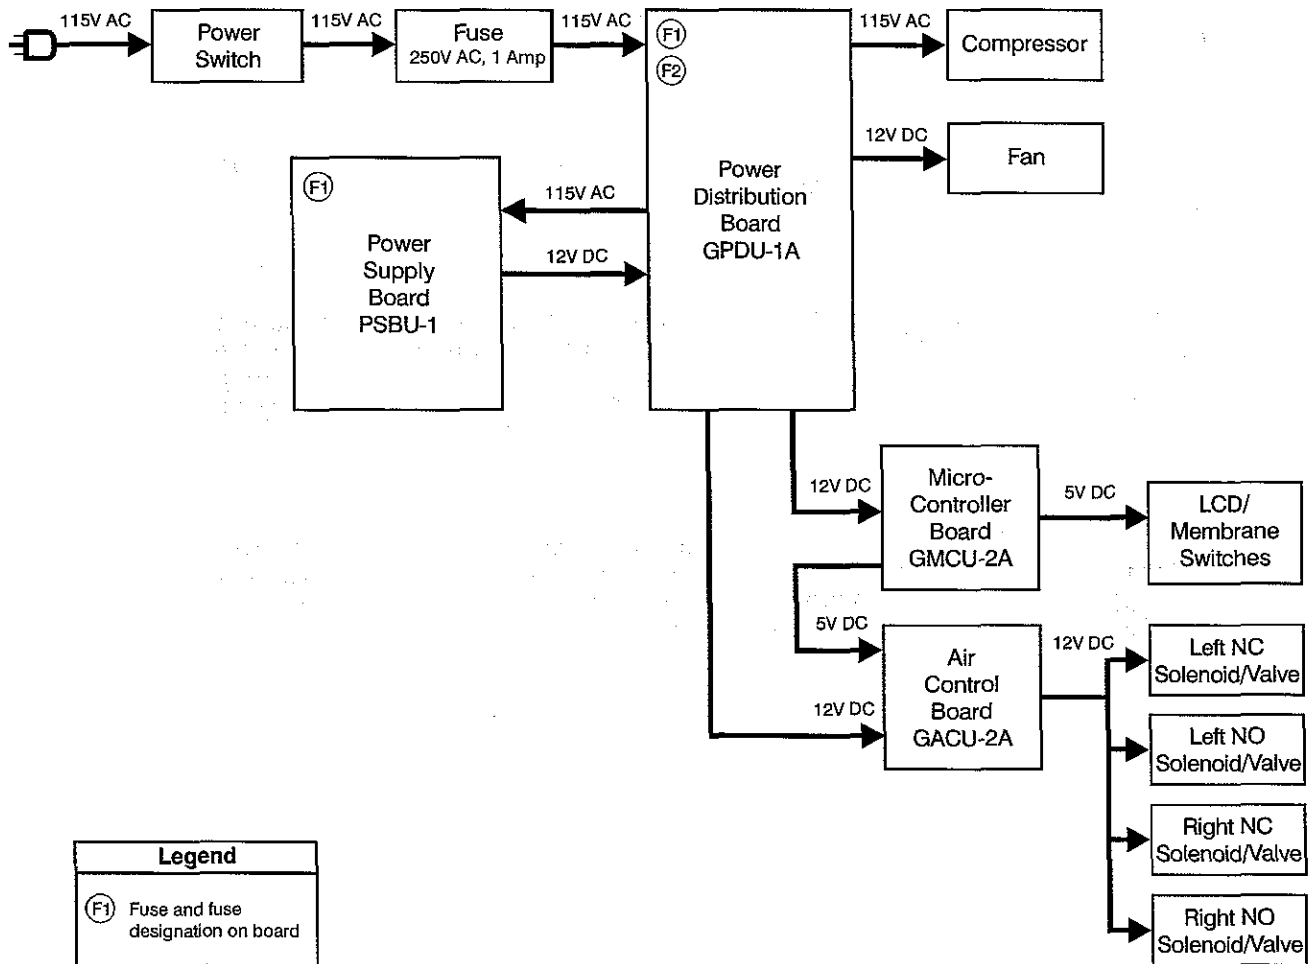 115V AC
Power
Switch
115V AC
Fuse
250V AC, 1 Amp
115V AC
F1
F2
Power
Distribution
Board
GPDU-1A
115V AC
Compressor
12V DC
Fan
F1
Power
Supply
Board
PSBU-1
115V AC
12V DC
12V DC
Micro-
Controller
Board
GMCU-2A
5V DC
LCD/
Membrane
Switches
5V DC
12V DC
Air
Control
Board
GACU-2A
12V DC
Left NC
Solenoid/Valve
Left NO
Solenoid/Valve
Right NC
Solenoid/Valve
Right NO
Solenoid/Valve
Legend
F1 Fuse and fuse
designation on board